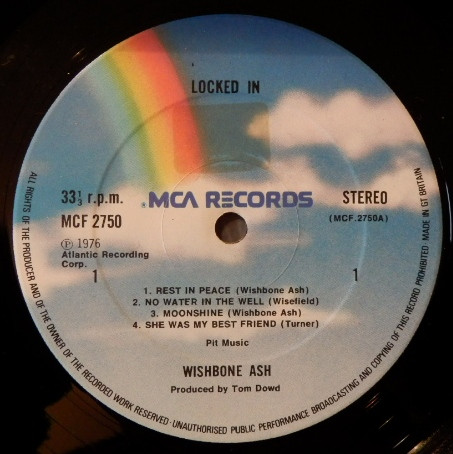 LOCKED IN
33⅓ r.p.m.
MCF 2750
MCA RECORDS
STEREO
(MCF.2750A)
℗ 1976
Atlantic Recording
Corp.
1
1
1. REST IN PEACE (Wishbone Ash)
2. NO WATER IN THE WELL (Wisefield)
3. MOONSHINE (Wishbone Ash)
4. SHE WAS MY BEST FRIEND (Turner)
Pit Music
WISHBONE ASH
Produced by Tom Dowd
ALL RIGHTS OF THE PRODUCER AND OF THE OWNER OF THE RECORDED WORK RESERVED · UNAUTHORISED PUBLIC PERFORMANCE BROADCASTING AND COPYING OF THIS RECORD PROHIBITED MADE IN GT BRITAIN